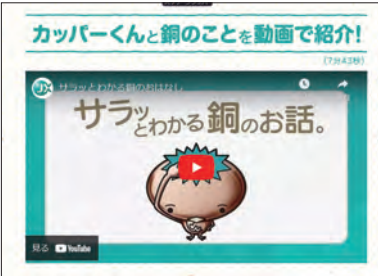 カッパーくんと銅のことを動画で紹介!
(7分43秒)
JX
サラッとわかる銅のおはなし
サラッとわかる銅のお話。
見る YouTube